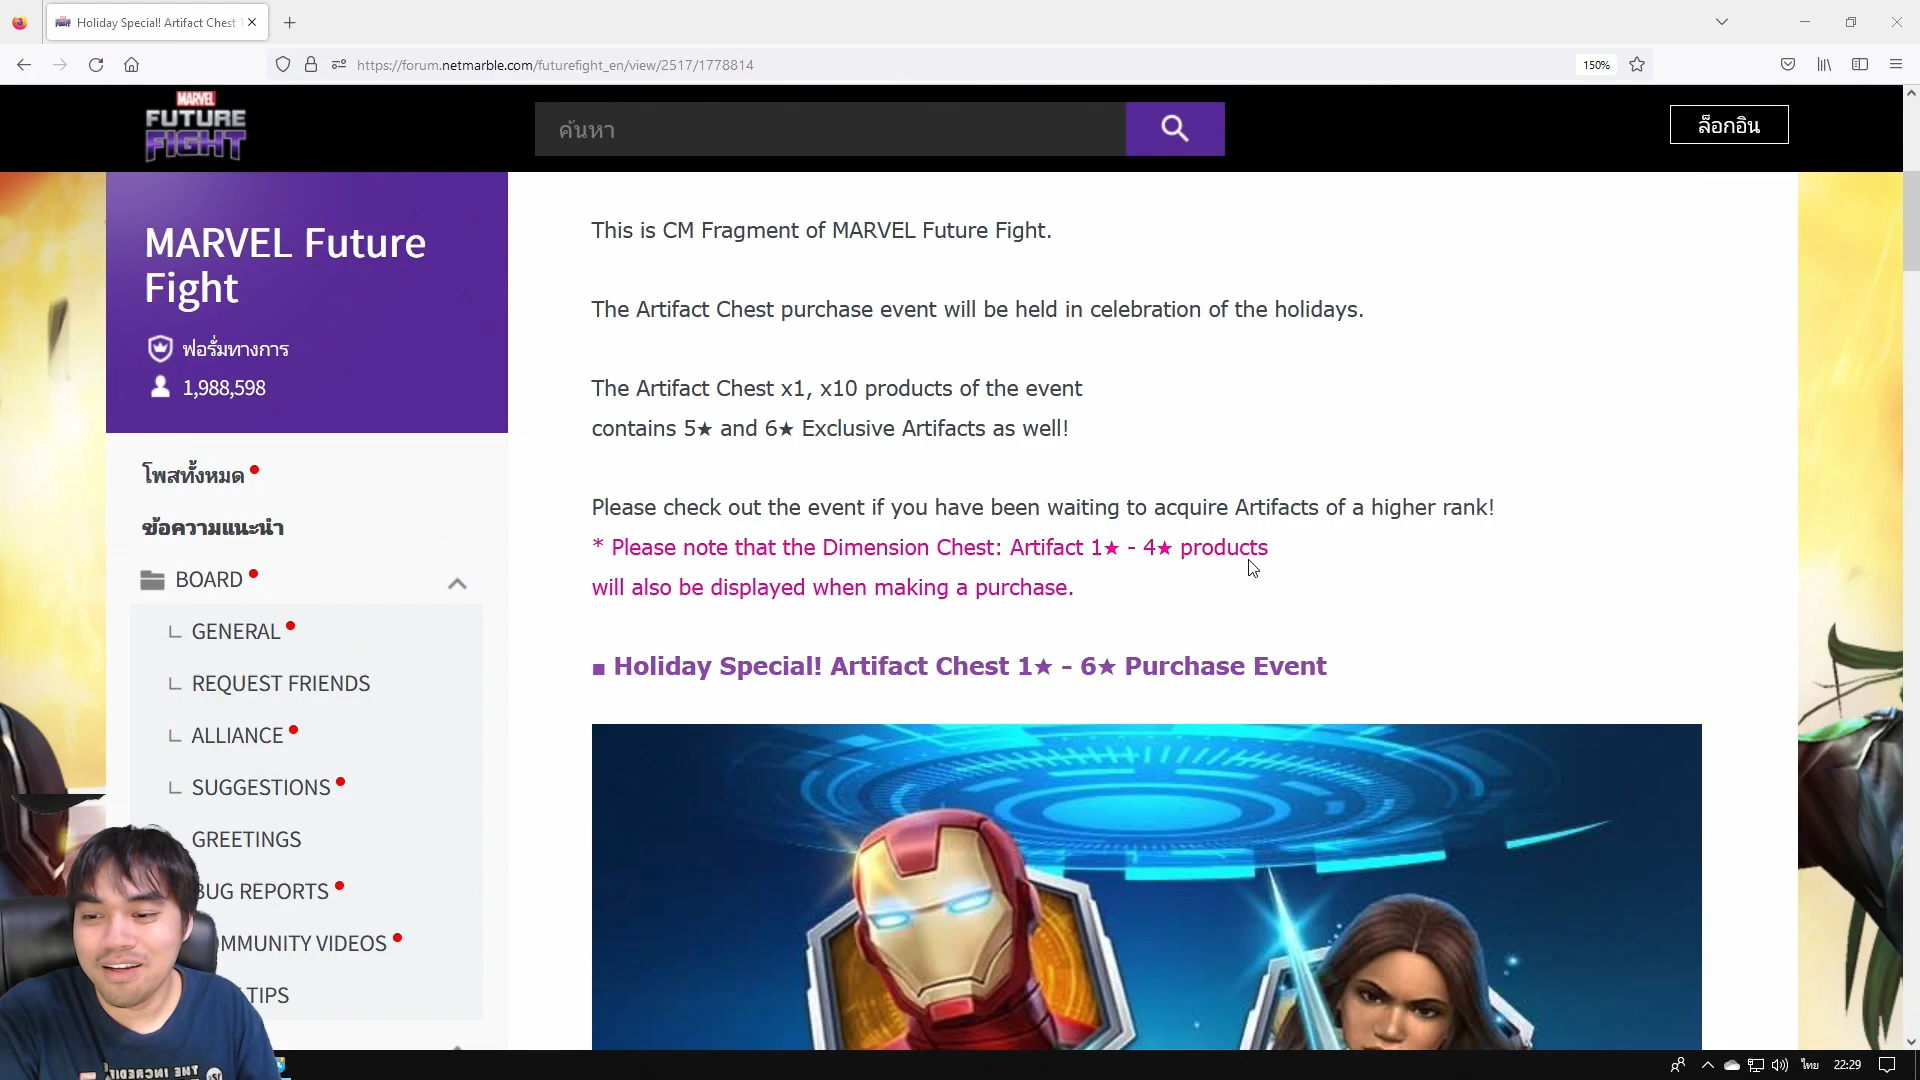 Holiday Special! Artifact Chest
https://forum.netmarble.com/futurefight_en/view/2517/1778814
150%
MARVEL
FUTURE
FIGHT
ค้นหา
ล็อกอิน
MARVEL Future
Fight
ฟอรั่มทางการ
1,988,598
โพสทั้งหมด
ข้อความแนะนำ
BOARD
GENERAL
REQUEST FRIENDS
ALLIANCE
SUGGESTIONS
GREETINGS
BUG REPORTS
OMMUNITY VIDEOS
TIPS
This is CM Fragment of MARVEL Future Fight.
The Artifact Chest purchase event will be held in celebration of the holidays.
The Artifact Chest x1, x10 products of the event
contains 5★ and 6★ Exclusive Artifacts as well!
Please check out the event if you have been waiting to acquire Artifacts of a higher rank!
* Please note that the Dimension Chest: Artifact 1★ - 4★ products
will also be displayed when making a purchase.
■ Holiday Special! Artifact Chest 1★ - 6★ Purchase Event
ไทย
22:29